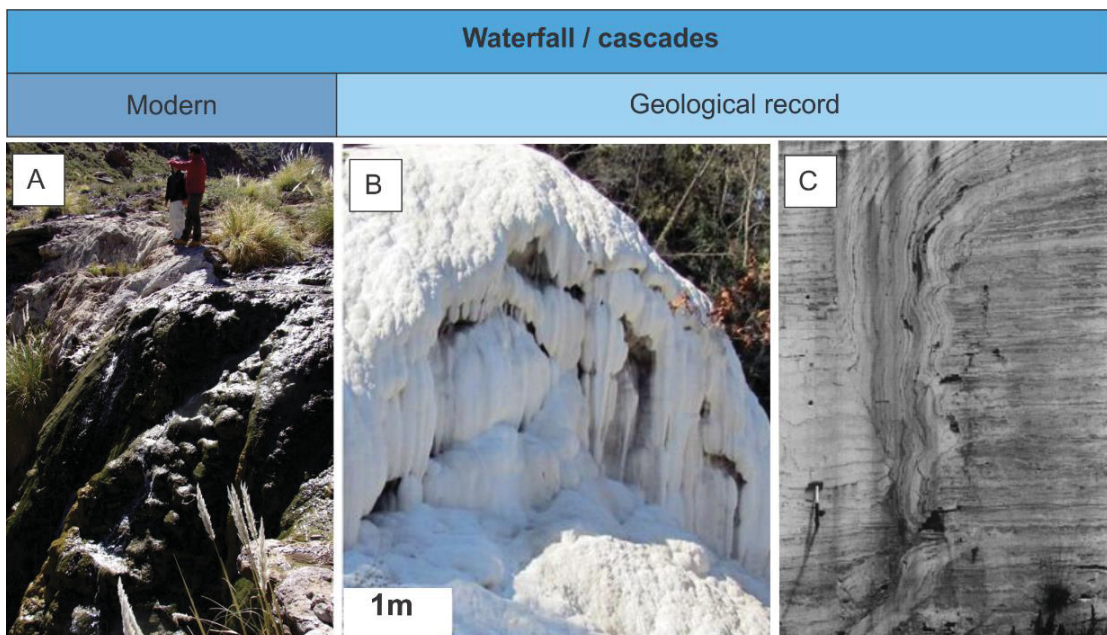 Waterfall / cascades
Modern
Geological record
A
B
C
1m